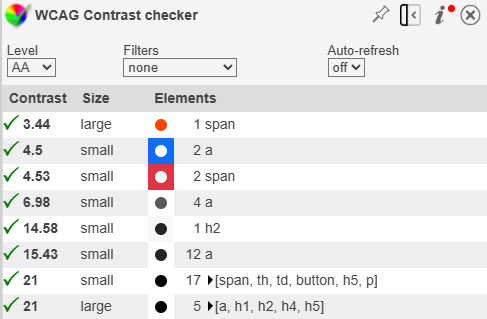 WCAG Contrast checker
Level Filters Auto-refresh
AA none off
Contrast Size Elements
3.44 large 1 span
4.5 small 2 a
4.53 small 2 span
6.98 small 4 a
14.58 small 1 h2
15.43 small 12 a
21 small 17 [span, th, td, button, h5, p]
21 large 5 [a, h1, h2, h4, h5]